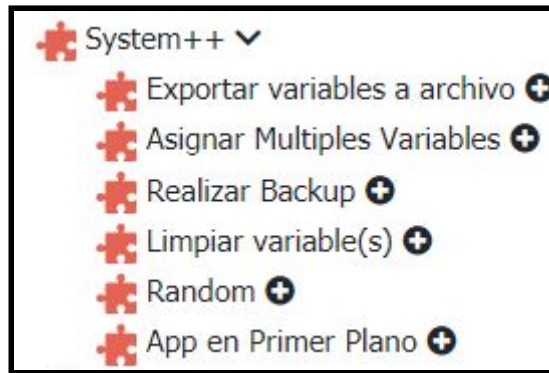 System++
Exportar variables a archivo
Asignar Multiples Variables
Realizar Backup
Limpiar variable(s)
Random
App en Primer Plano